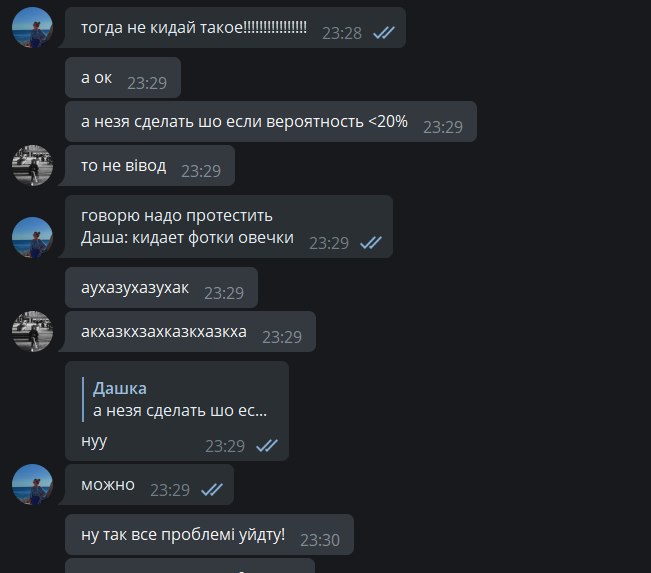 тогда не кидай такое!!!!!!!!!!!!!!!! 23:28
а ок 23:29
а незя сделать шо если вероятность <20% 23:29
то не вівод 23:29
говорю надо протестить
Даша: кидает фотки овечки 23:29
аухазухазухак 23:29
акхазкхзахказкхазкха 23:29
Дашка
а незя сделать шо ес...
нуу 23:29
можно 23:29
ну так все проблемі уйдту! 23:30